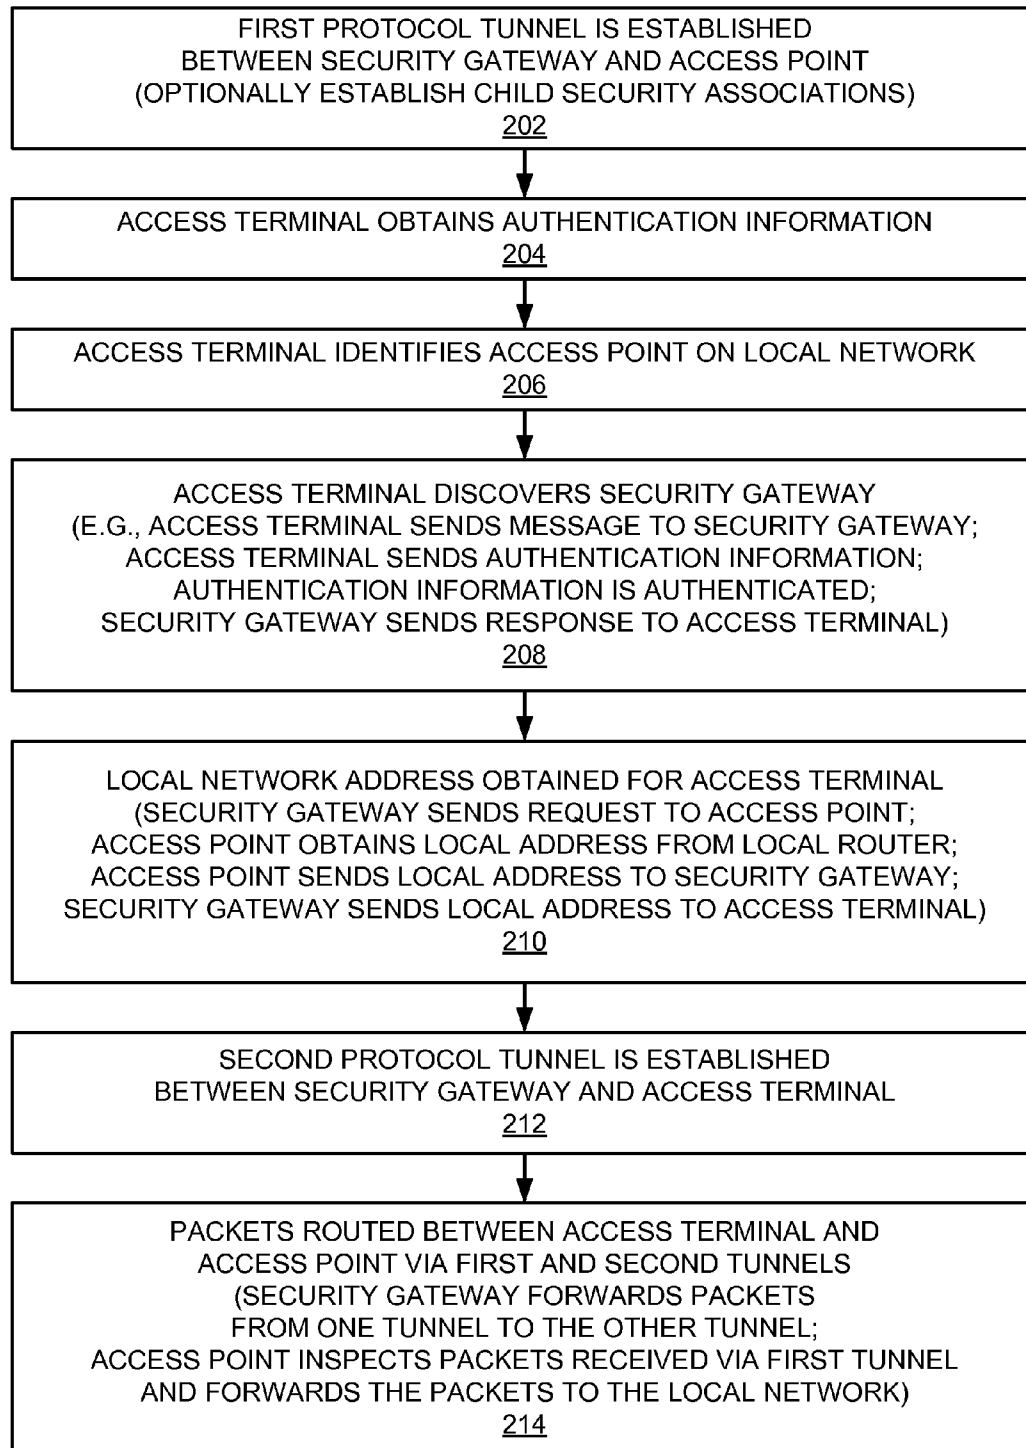 FIRST PROTOCOL TUNNEL IS ESTABLISHED
BETWEEN SECURITY GATEWAY AND ACCESS POINT
(OPTIONALLY ESTABLISH CHILD SECURITY ASSOCIATIONS)
202
ACCESS TERMINAL OBTAINS AUTHENTICATION INFORMATION
204
ACCESS TERMINAL IDENTIFIES ACCESS POINT ON LOCAL NETWORK
206
ACCESS TERMINAL DISCOVERS SECURITY GATEWAY
(E.G., ACCESS TERMINAL SENDS MESSAGE TO SECURITY GATEWAY;
ACCESS TERMINAL SENDS AUTHENTICATION INFORMATION;
AUTHENTICATION INFORMATION IS AUTHENTICATED;
SECURITY GATEWAY SENDS RESPONSE TO ACCESS TERMINAL)
208
LOCAL NETWORK ADDRESS OBTAINED FOR ACCESS TERMINAL
(SECURITY GATEWAY SENDS REQUEST TO ACCESS POINT;
ACCESS POINT OBTAINS LOCAL ADDRESS FROM LOCAL ROUTER;
ACCESS POINT SENDS LOCAL ADDRESS TO SECURITY GATEWAY;
SECURITY GATEWAY SENDS LOCAL ADDRESS TO ACCESS TERMINAL)
210
SECOND PROTOCOL TUNNEL IS ESTABLISHED
BETWEEN SECURITY GATEWAY AND ACCESS TERMINAL
212
PACKETS ROUTED BETWEEN ACCESS TERMINAL AND
ACCESS POINT VIA FIRST AND SECOND TUNNELS
(SECURITY GATEWAY FORWARDS PACKETS
FROM ONE TUNNEL TO THE OTHER TUNNEL;
ACCESS POINT INSPECTS PACKETS RECEIVED VIA FIRST TUNNEL
AND FORWARDS THE PACKETS TO THE LOCAL NETWORK)
214